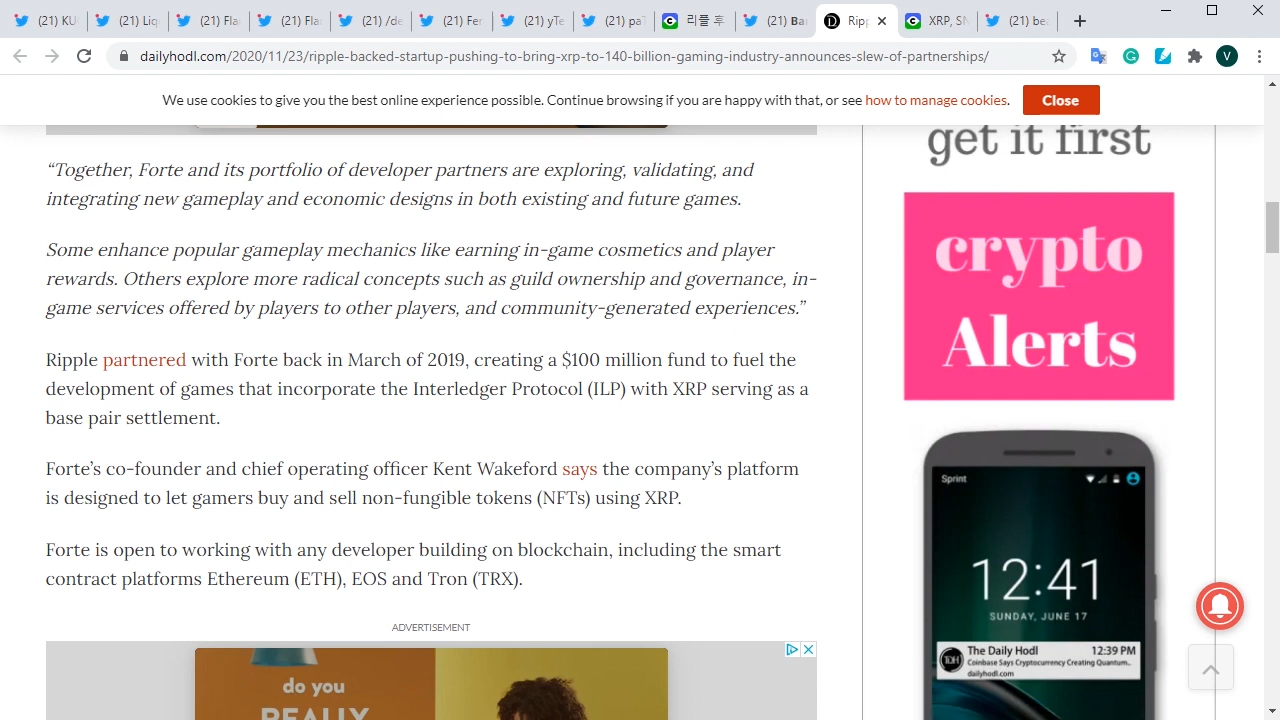 (21) KU
(21) Liq
(21) Pa
(21) Fla
(21) /da
(21) Fer
(21) yTe
(21) pa
리플 후
(21) Ba
Ripp
XRP, SN
(21) be
dailyhodl.com/2020/11/23/ripple-backed-startup-aiming-to-bring-xrp-to-140-billion-gaming-industry-announces-slew-of-partnerships/
V
We use cookies to give you the best online experience possible. Continue browsing if you are happy with that, or see how to manage cookies.
Close
“Together, Forte and its portfolio of developer partners are exploring, validating, and
integrating new gameplay and economic designs in both existing and future games.
Some enhance popular gameplay mechanics like earning in-game cosmetics and player
rewards. Others explore more radical concepts such as guild ownership and governance, in-
game services offered by players to other players, and community-generated experiences.”
Ripple partnered with Forte back in March of 2019, creating a $100 million fund to fuel the
development of games that incorporate the Interledger Protocol (ILP) with XRP serving as a
base pair settlement.
Forte’s co-founder and chief operating officer Kent Wakeford says the company’s platform
is designed to let gamers buy and sell non-fungible tokens (NFTs) using XRP.
Forte is open to working with any developer building on blockchain, including the smart
contract platforms Ethereum (ETH), EOS and Tron (TRX).
ADVERTISEMENT
do you
REALLY
get it first
crypto
Alerts
Sprint
12:41
SUNDAY, JUNE 17
TDH
The Daily Hodl 12:39 PM
Coinbase Says Cryptocurrency Creating Quantum..
dailyhodl.com